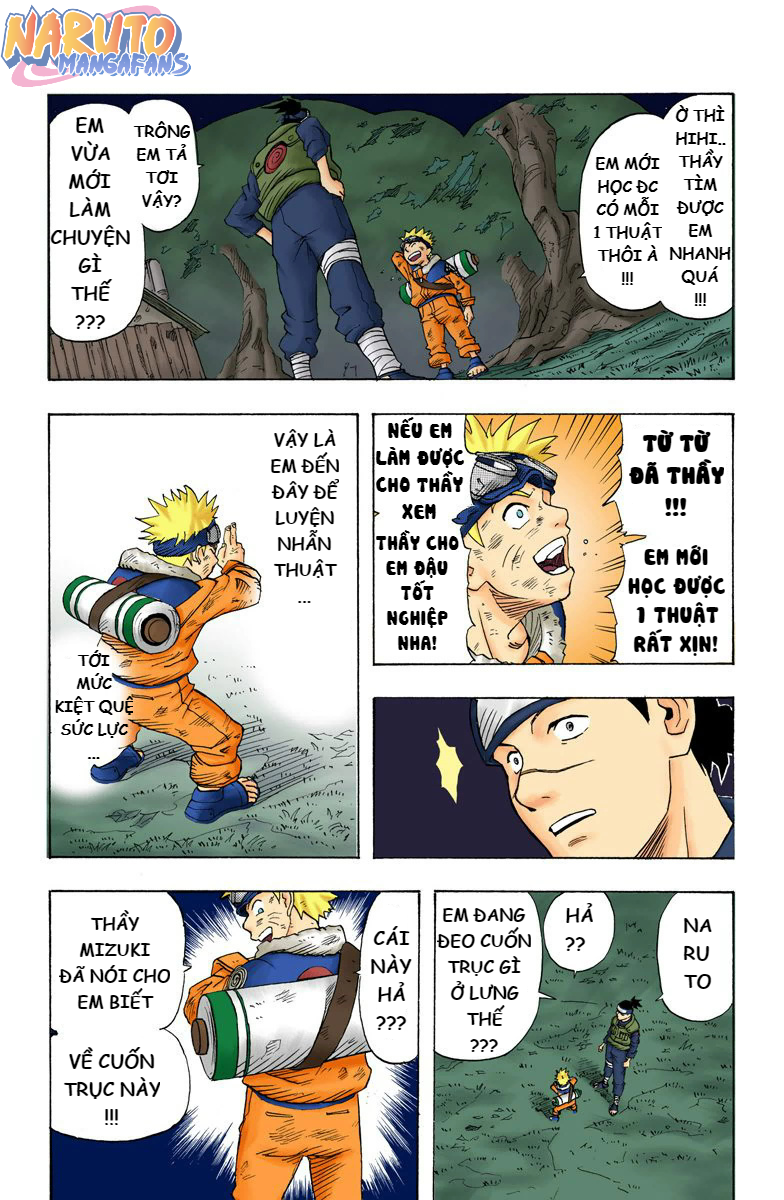 NARUTO
MANGAFANS
Ờ THÌ
HIHI..
THẦY
TÌM
ĐƯỢC
EM
NHANH
QUÁ
!!!
EM MỚI
HỌC ĐC
CÓ MỖI
1 THUẬT
THÔI À
!!!
TRÔNG
EM TẢ
TƠI
VẬY?
EM
VỪA
MỚI
LÀM
CHUYỆN
GÌ
THẾ
???
TỪ TỪ
ĐÃ THẦY
!!!
EM MỚI
HỌC ĐƯỢC
1 THUẬT
RẤT XỊN!
NẾU EM
LÀM ĐƯỢC
CHO THẦY
XEM
THẦY CHO
EM ĐẬU
TỐT
NGHIỆP
NHA!
VẬY LÀ
EM ĐẾN
ĐÂY ĐỂ
LUYỆN
NHẪN
THUẬT
...
TỚI
MỨC
KIỆT QUỆ
SỨC LỰC
...
NA
RU
TO
HẢ
??
EM ĐANG
ĐEO CUỐN
TRỤC GÌ
Ở LƯNG
THẾ
???
CÁI
NÀY
HẢ
???
THẦY
MIZUKI
ĐÃ NÓI CHO
EM BIẾT
VỀ CUỐN
TRỤC NÀY
!!!